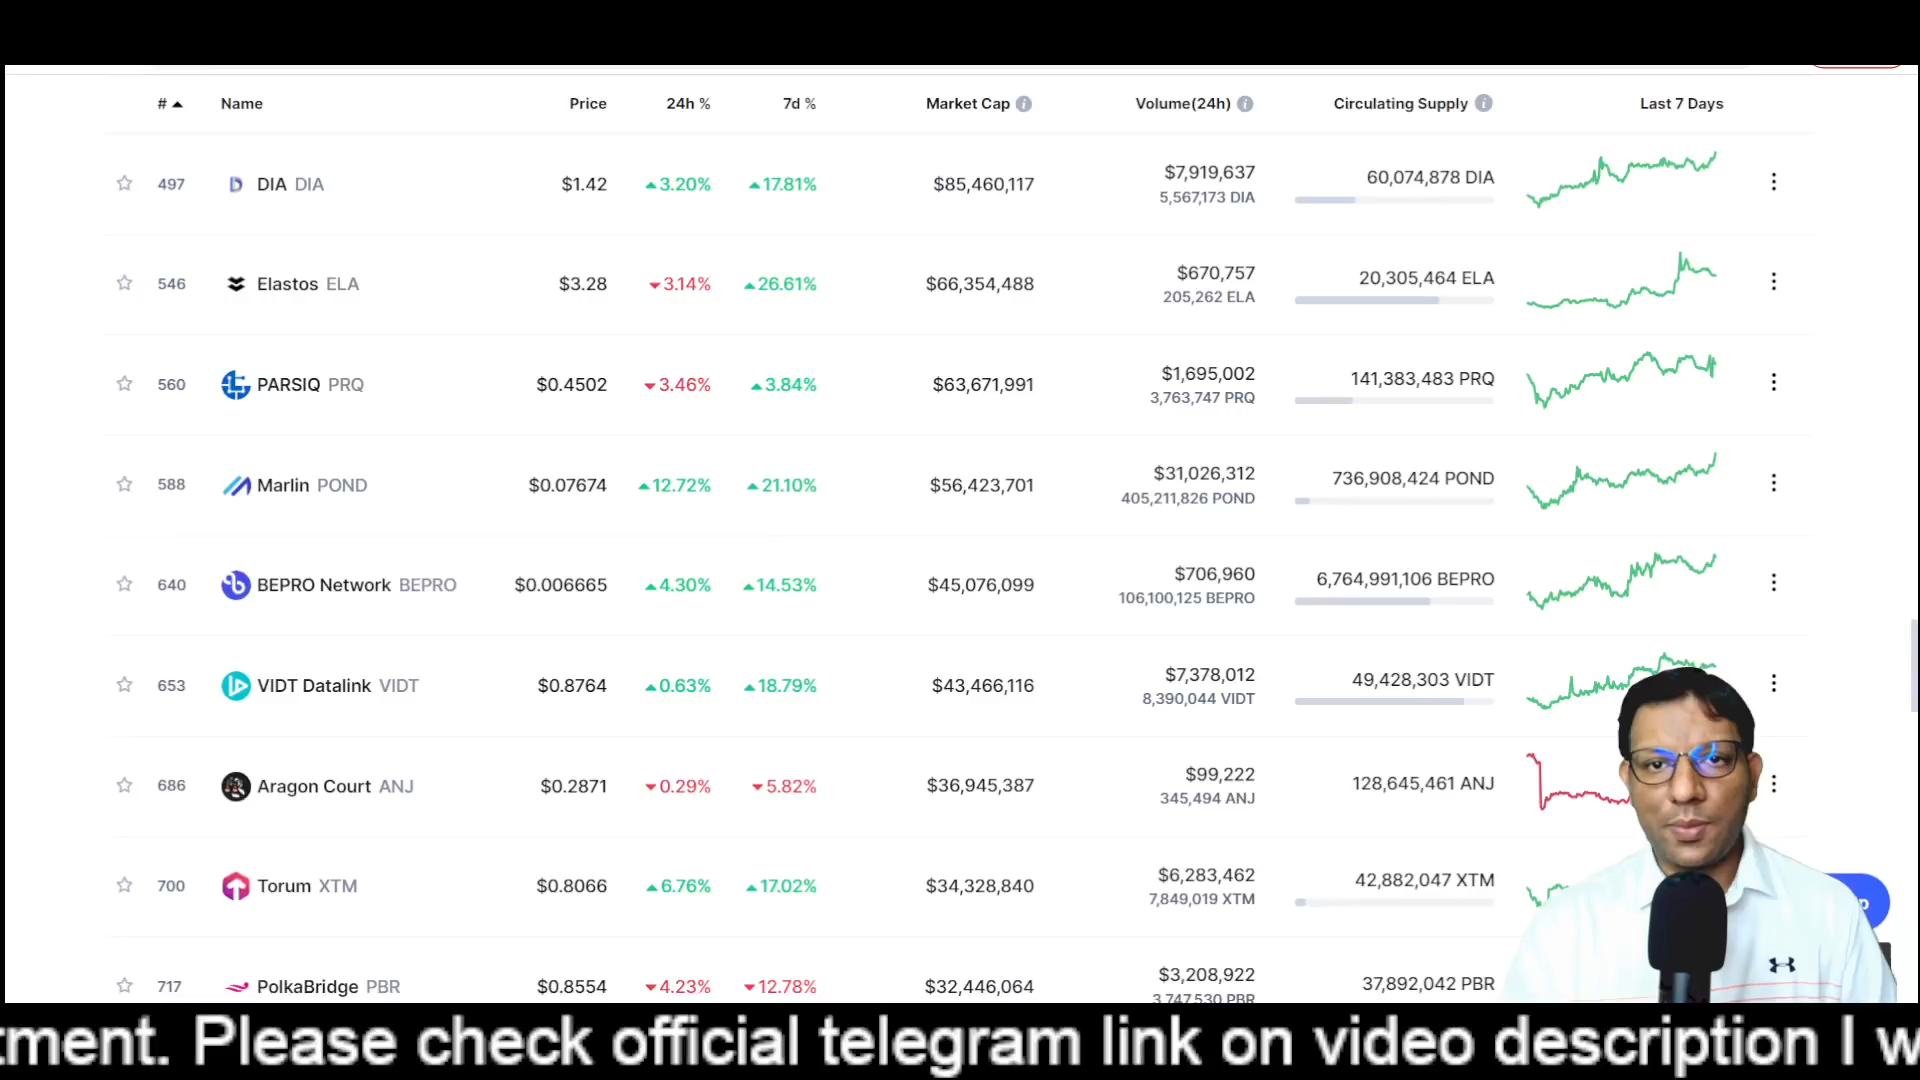 # Name Price 24h % 7d % Market Cap Volume(24h) Circulating Supply Last 7 Days
497 DIA DIA $1.42 3.20% 17.81% $85,460,117 $7,919,637 60,074,878 DIA
5,567,173 DIA
546 Elastos ELA $3.28 3.14% 26.61% $66,354,488 $670,757 20,305,464 ELA
205,262 ELA
560 PARSIQ PRQ $0.4502 3.46% 3.84% $63,671,991 $1,695,002 141,383,483 PRQ
3,763,747 PRQ
588 Marlin POND $0.07674 12.72% 21.10% $56,423,701 $31,026,312 736,908,424 POND
405,211,826 POND
640 BEPRO Network BEPRO $0.006665 4.30% 14.53% $45,076,099 $706,960 6,764,991,106 BEPRO
106,100,125 BEPRO
653 VIDT Datalink VIDT $0.8764 0.63% 18.79% $43,466,116 $7,378,012 49,428,303 VIDT
8,390,044 VIDT
686 Aragon Court ANJ $0.2871 0.29% 5.82% $36,945,387 $99,222 128,645,461 ANJ
345,494 ANJ
700 Torum XTM $0.8066 6.76% 17.02% $34,328,840 $6,283,462 42,882,047 XTM
7,849,019 XTM
717 PolkaBridge PBR $0.8554 4.23% 12.78% $32,446,064 $3,208,922 37,892,042 PBR
3,747,530 PBR
tment. Please check official telegram link on video description I w